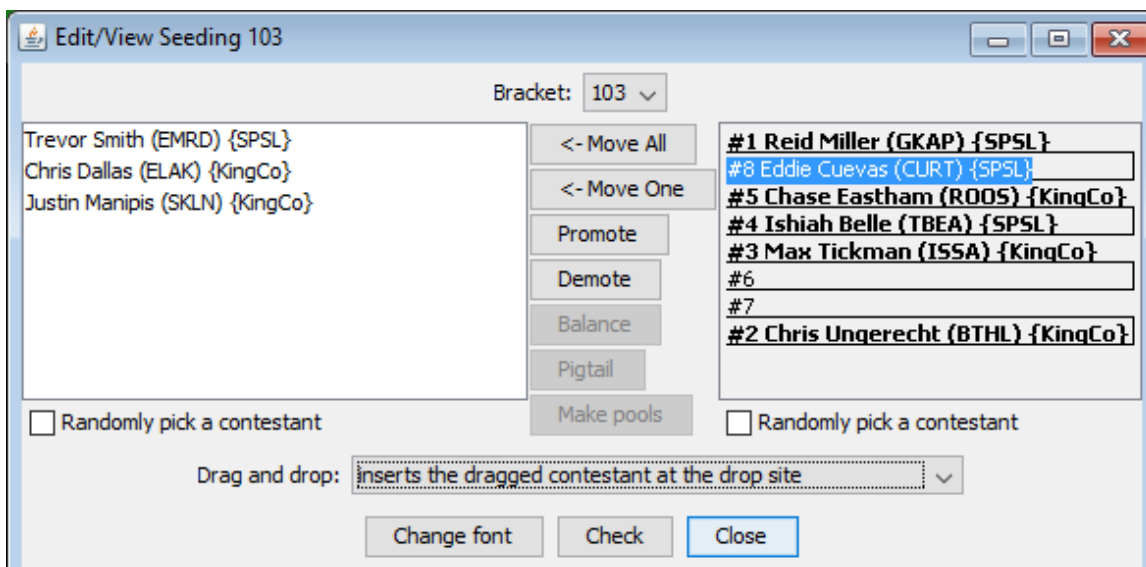 Edit/View Seeding 103
Bracket: 103
Trevor Smith (EMRD) {SPSL}
Chris Dallas (ELAK) {KingCo}
Justin Manipis (SKLN) {KingCo}
<- Move All
<- Move One
Promote
Demote
Balance
Pigtail
Make pools
#1 Reid Miller (GKAP) {SPSL}
#8 Eddie Cuevas (CURT) {SPSL}
#5 Chase Eastham (ROOS) {KingCo}
#4 Ishiah Belle (TBEA) {SPSL}
#3 Max Tickman (ISSA) {KingCo}
#6
#7
#2 Chris Ungerecht (BTHL) {KingCo}
Randomly pick a contestant
Randomly pick a contestant
Drag and drop: inserts the dragged contestant at the drop site
Change font
Check
Close